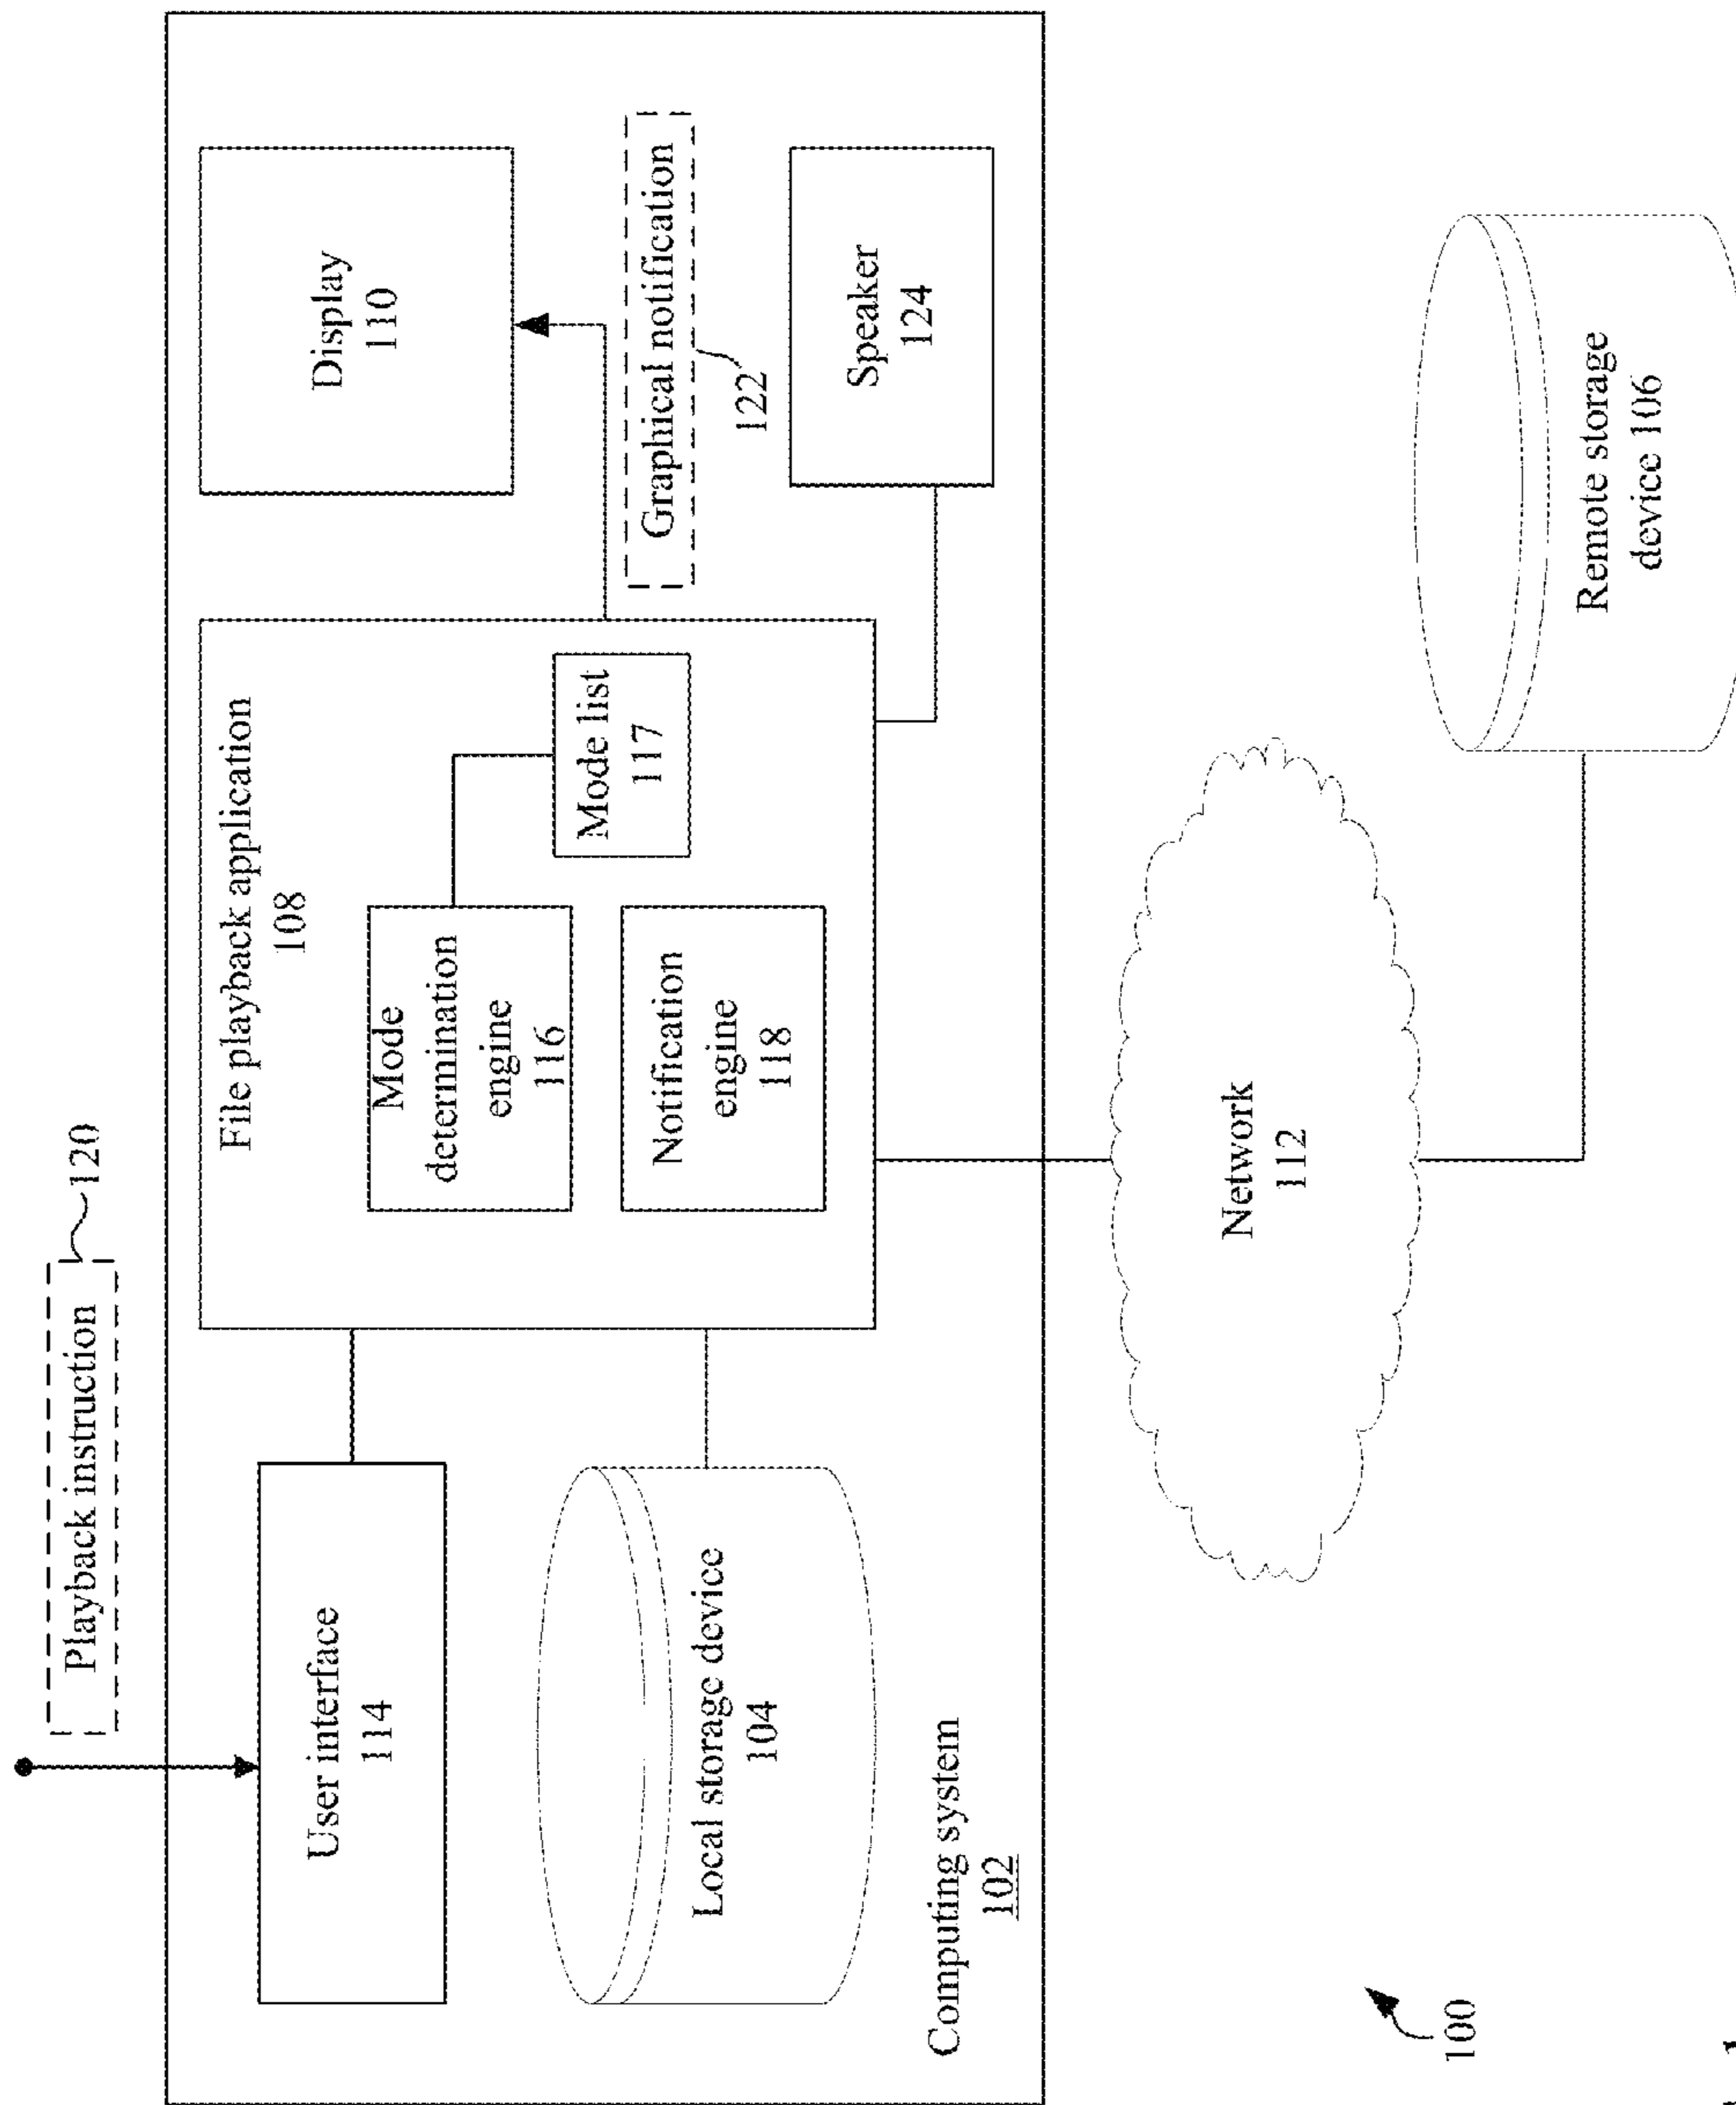 Playback instruction
120
User interface
114
Local storage device
104
Computing system
102
File playback application
108
Mode
determination
engine
116
Mode list
117
Notification
engine
118
Display
110
Graphical notification
122
Speaker
124
Network
112
Remote storage
device 106
100